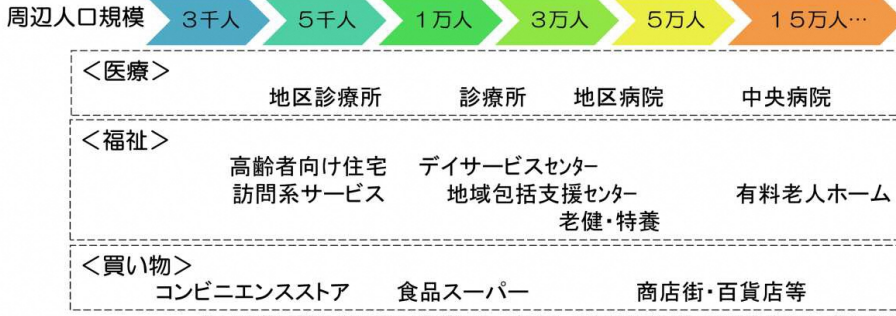 周辺人口規模 3千人 5千人 1万人 3万人 5万人 15万人…
＜医療＞
地区診療所 診療所 地区病院 中央病院
＜福祉＞
高齢者向け住宅 デイサービスセンター
訪問系サービス 地域包括支援センター 有料老人ホーム
老健・特養
＜買い物＞
コンビニエンスストア 食品スーパー 商店街・百貨店等